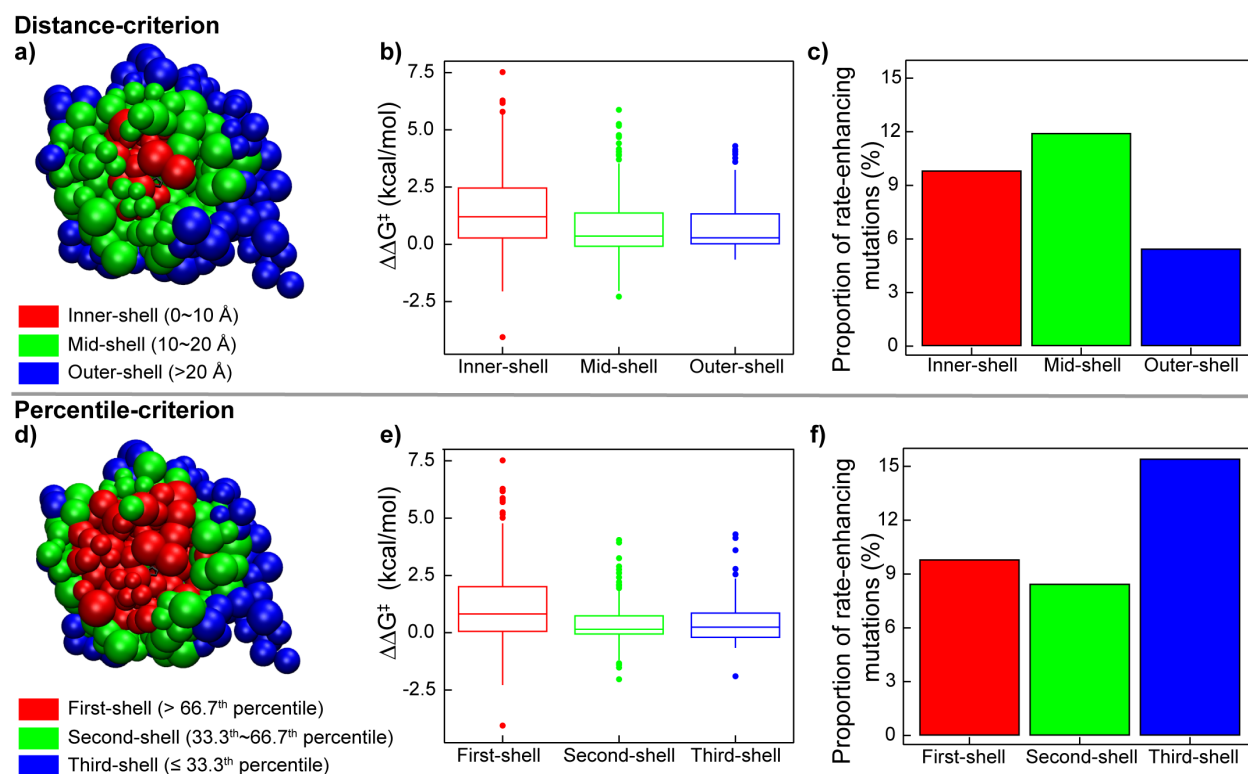 Distance-criterion
a)
Inner-shell (0~10 Å)
Mid-shell (10~20 Å)
Outer-shell (>20 Å)
b)
ΔΔG‡ (kcal/mol)
7.5
5.0
2.5
0.0
-2.5
Inner-shell Mid-shell Outer-shell
c)
Proportion of rate-enhancing
mutations (%)
15
12
9
6
3
0
Inner-shell Mid-shell Outer-shell
Percentile-criterion
d)
First-shell (> 66.7th percentile)
Second-shell (33.3th~66.7th percentile)
Third-shell (≤ 33.3th percentile)
e)
ΔΔG‡ (kcal/mol)
7.5
5.0
2.5
0.0
-2.5
First-shell Second-shell Third-shell
f)
Proportion of rate-enhancing
mutations (%)
15
12
9
6
3
0
First-shell Second-shell Third-shell